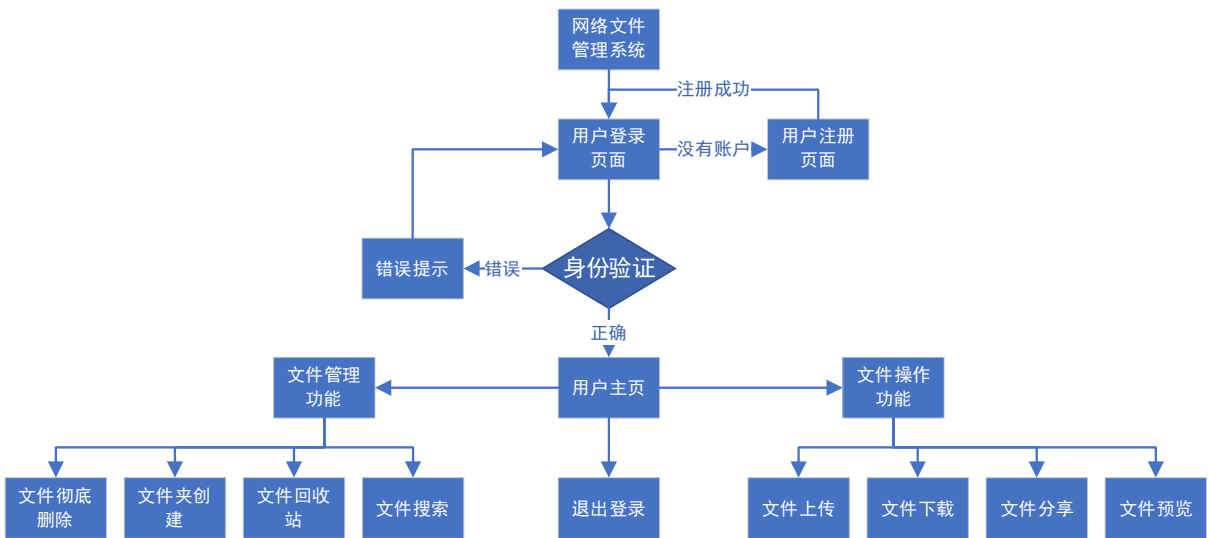 网络文件
管理系统
注册成功
用户登录
页面
没有账户
用户注册
页面
错误提示
错误
身份验证
正确
文件管理
功能
用户主页
文件操作
功能
文件彻底
删除
文件夹创
建
文件回收
站
文件搜索
退出登录
文件上传
文件下载
文件分享
文件预览